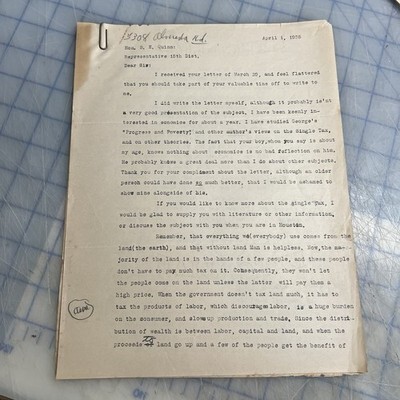 5308 Almeda Rd.
April 1, 1938
Hon. S. W. Quinn:
Representative 18th Dist.
Dear Sir:
I received your letter of March 28, and feel flattered
that you should take part of your valuable time off to write to
me.
I did write the letter myself, although it probably is'nt
a very good presentation of the subject, I have been keenly in-
terested in economics for about a year. I have studied George's
"Progress and Poverty" and other author's views on the Single Tax,
and on other theories. The fact that your boy,whom you say is about
my age, knows nothing about economics is no bad reflection on him.
He probably knows a great deal more than I do about other subjects.
Thank you for your compliment about the letter, although an older
person could have done so much better, that I would be ashamed to
show mine alongside of his.
If you would like to know more about the Single Tax, I
would be glad to supply you with literature or other information,
or discuss the subject with you when you are in Houston.
Remember, that everything we(everybody) use comes from the
land(the earth), and that without land Man is helpless. Now, the ma-
jority of the land is in the hands of a few people, and these people
don't have to pay much tax on it. Consequently, they won't let
the people come on the land unless the latter will pay them a
high price. When the government doesn't tax land much, it has to
tax the products of labor, which discourages labor, is a huge burden
on the consumer, and slows up production and trade. Since the distri-
bution of wealth is between labor, capital and land, and when the
proceeds go up and a few of the people get the benefit of